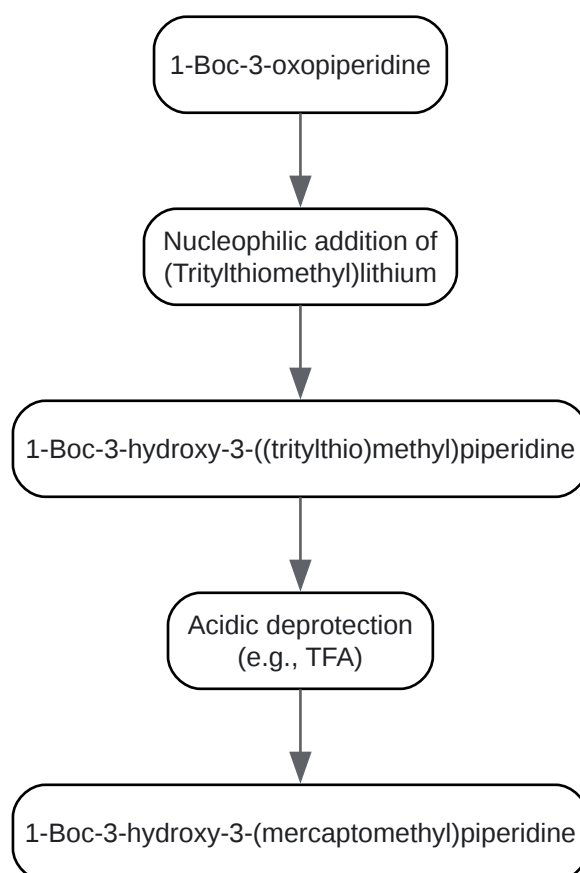 1-Boc-3-oxopiperidine
Nucleophilic addition of
(Tritylthiomethyl)lithium
1-Boc-3-hydroxy-3-((tritylthio)methyl)piperidine
Acidic deprotection
(e.g., TFA)
1-Boc-3-hydroxy-3-(mercaptomethyl)piperidine